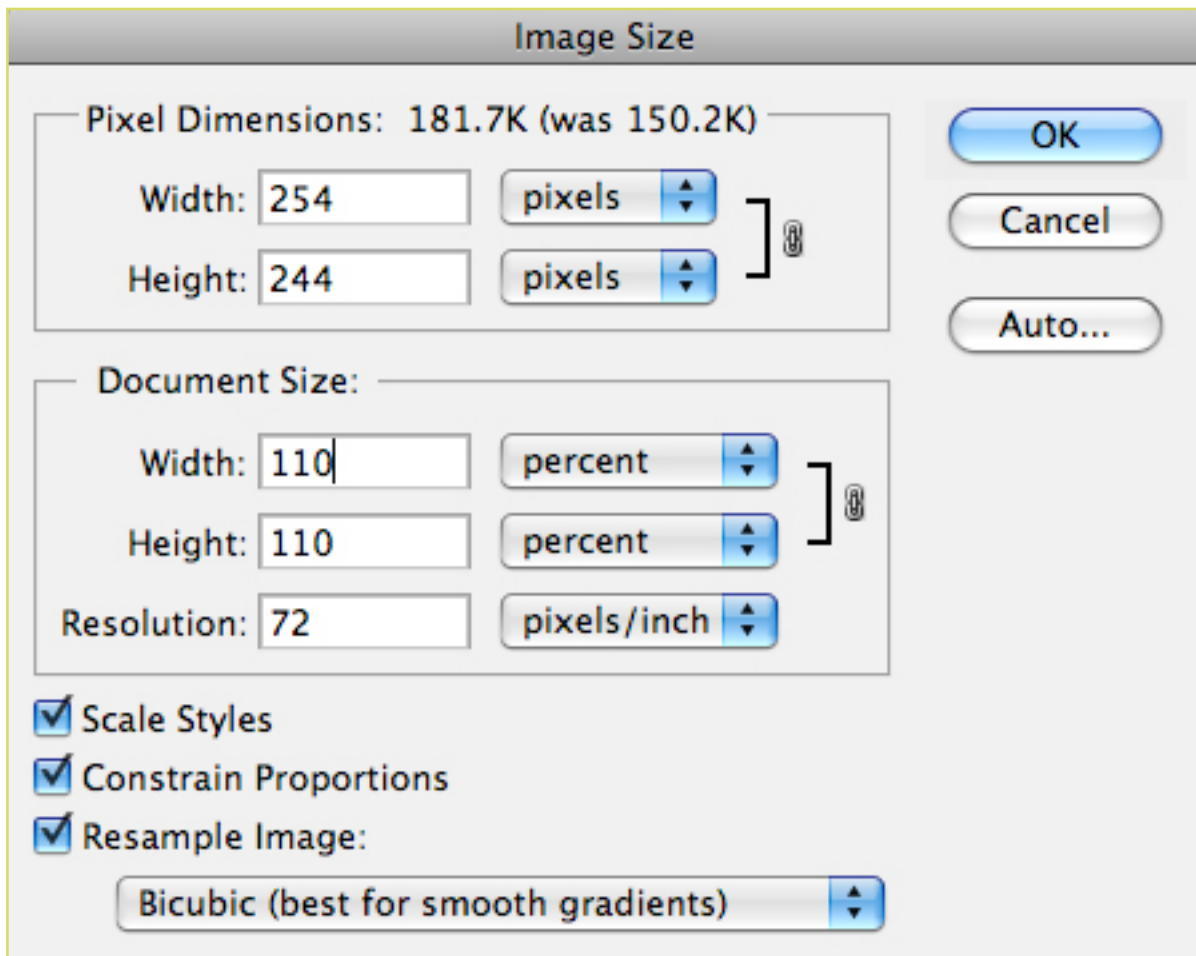 Image Size
Pixel Dimensions: 181.7K (was 150.2K)
OK
Width: 254 pixels
Cancel
Height: 244 pixels
Auto...
Document Size:
Width: 110 percent
Height: 110 percent
Resolution: 72 pixels/inch
Scale Styles
Constrain Proportions
Resample Image:
Bicubic (best for smooth gradients)